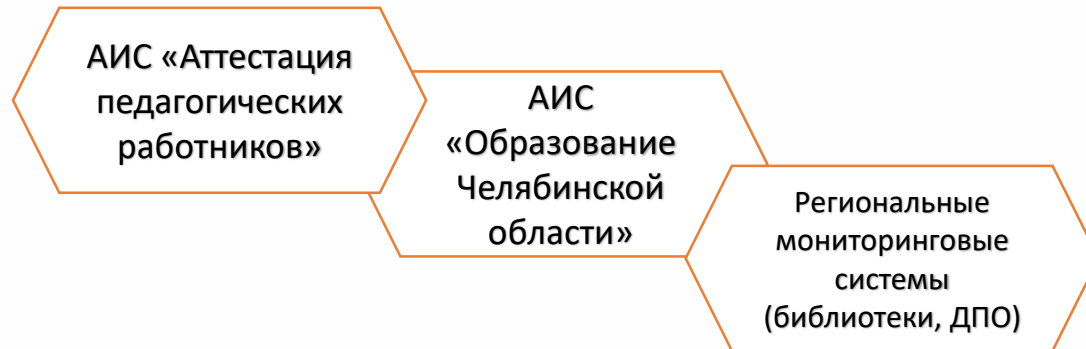 АИС «Аттестация
педагогических
работников»
АИС
«Образование
Челябинской
области»
Региональные
мониторинговые
системы
(библиотеки, ДПО)